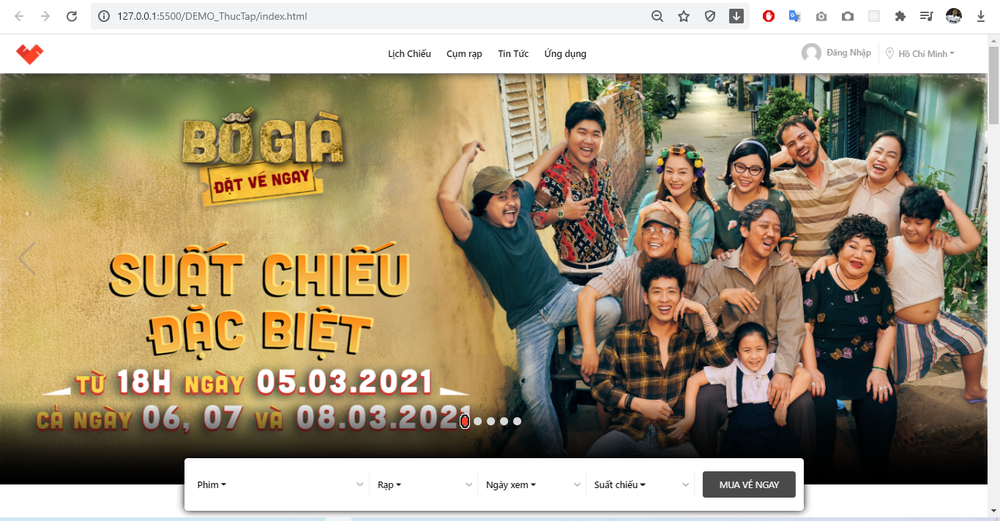 127.0.0.1:5500/DEMO_ThucTap/index.html
Lịch Chiếu Cụm rạp Tin Tức Ứng dụng Đăng Nhập Hồ Chí Minh
BỐ GIÀ
ĐẶT VÉ NGAY
SUẤT CHIẾU
ĐẶC BIỆT
TỪ 18H NGÀY 05.03.2021
CẢ NGÀY 06, 07 VÀ 08.03.2021
Phim Rạp Ngày xem Suất chiếu MUA VÉ NGAY